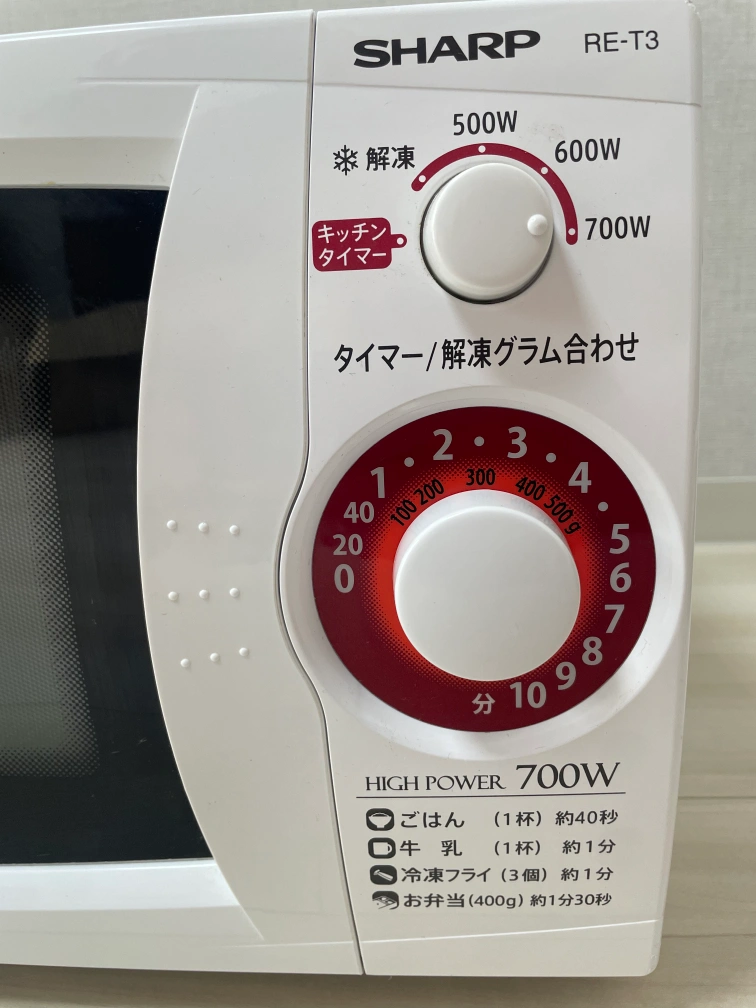 SHARP RE-T3
500W
解凍 600W
700W
キッチン
タイマー
タイマー/解凍グラム合わせ
0 20 40 1 2 3 4 5 6 7 8 9 10 分
100 200 300 400 500g
HIGH POWER 700W
ごはん (1杯) 約40秒
牛 乳 (1杯) 約1分
冷凍フライ (3個) 約1分
お弁当(400g) 約1分30秒